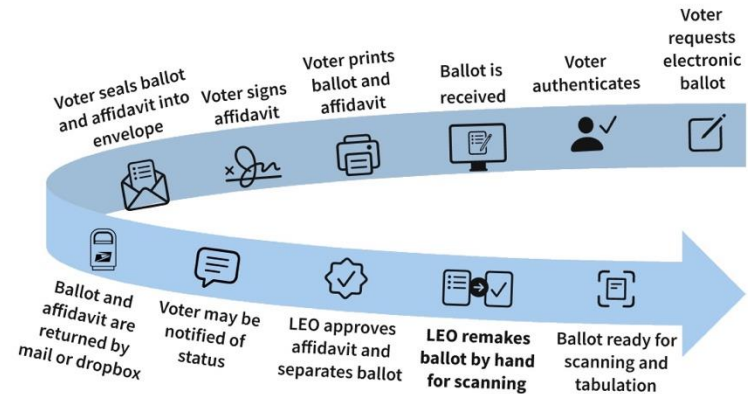 Voter
requests
electronic
ballot
Voter
authenticates
Ballot is
received
Voter prints
ballot and
affidavit
Voter signs
affidavit
Voter seals ballot
and affidavit into
envelope
Ballot and
affidavit are
returned by
mail or dropbox
Voter may be
notified of
status
LEO approves
affidavit and
separates ballot
LEO remakes
ballot by hand
for scanning
Ballot ready for
scanning and
tabulation